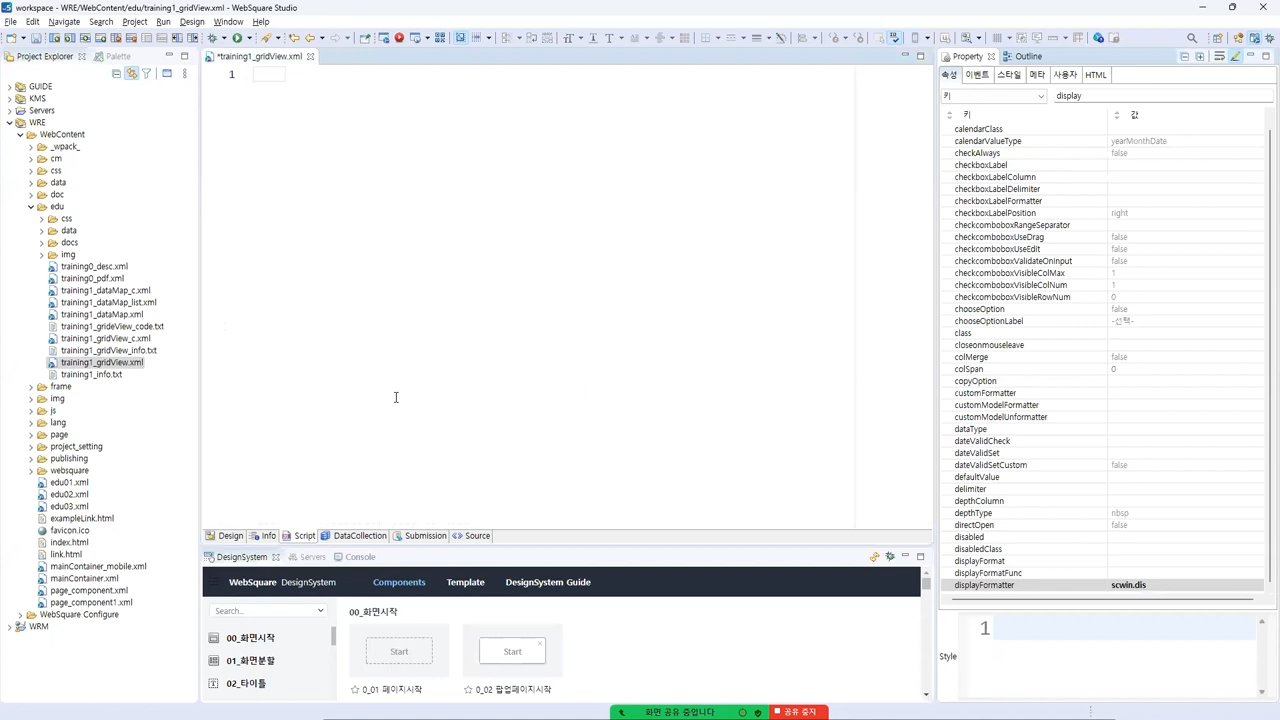 workspace - WRE/WebContent/edu/training1_gridView.xml - WebSquare Studio
File Edit Navigate Search Project Run Design Window Help
Project Explorer Palette
GUIDE
KMS
Servers
WRE
WebContent
_wpack_
cm
css
data
doc
edu
css
data
docs
img
training0_desc.xml
training0_pdf.xml
training1_dataMap_c.xml
training1_dataMap_list.xml
training1_dataMap.xml
training1_grideView_code.txt
training1_gridView_c.xml
training1_gridView_info.txt
training1_gridView.xml
training1_info.txt
frame
img
js
lang
page
project_setting
publishing
websquare
edu01.xml
edu02.xml
edu03.xml
exampleLink.html
favicon.ico
index.html
link.html
mainContainer_mobile.xml
mainContainer.xml
page_component.xml
page_component1.xml
WebSquare Configure
WRM
*training1_gridView.xml
1
Design Info Script DataCollection Submission Source
DesignSystem Servers Console
WebSquare DesignSystem Components Template DesignSystem Guide
Search...
00_화면시작
01_화면분할
02_타이틀
00_화면시작
Start Start
0_01 페이지시작 0_02 팝업페이지시작
Property Outline
속성 이벤트 스타일 메타 사용자 HTML
키 display
키 값
calendarClass
calendarValueType yearMonthDate
checkAlways false
checkboxLabel
checkboxLabelColumn
checkboxLabelDelimiter
checkboxLabelFormatter
checkboxLabelPosition right
checkcomboboxRangeSeparator
checkcomboboxUseDrag false
checkcomboboxUseEdit false
checkcomboboxValidateOnInput false
checkcomboboxVisibleColMax 1
checkcomboboxVisibleColNum 1
checkcomboboxVisibleRowNum 0
chooseOption false
chooseOptionLabel -선택-
class
closeonmouseleave
colMerge false
colSpan 0
copyOption
customFormatter
customModelFormatter
customModelUnformatter
dataType
dateValidCheck
dateValidSet
dateValidSetCustom false
defaultValue
delimiter
depthColumn
depthType nbsp
directOpen false
disabled
disabledClass
displayFormat
displayFormatFunc
displayFormatter scwin.dis
Style
1
화면 공유 중입니다 공유 중지